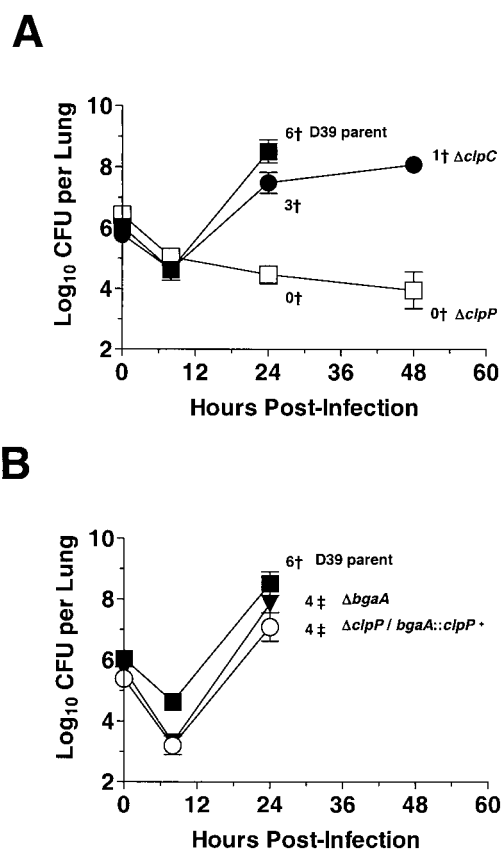 A
Log10 CFU per Lung
10
8
6
4
2
6† D39 parent
1† ΔclpC
3†
0†
0† ΔclpP
0 12 24 36 48 60
Hours Post-Infection
B
Log10 CFU per Lung
10
8
6
4
2
6† D39 parent
4 ‡ ΔbgaA
4 ‡ ΔclpP / bgaA::clpP +
0 12 24 36 48 60
Hours Post-Infection